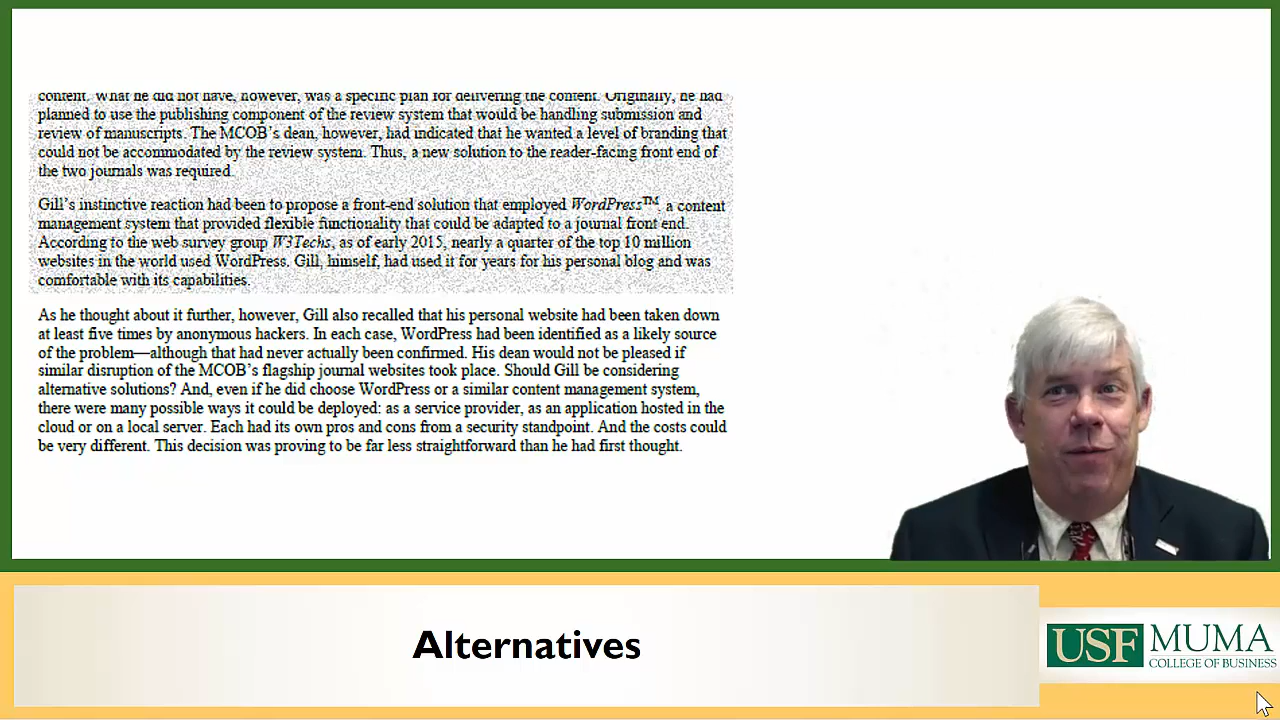 content. What he did not have, however, was a specific plan for delivering the content. Originally, he had
planned to use the publishing component of the review system that would be handling submission and
review of manuscripts. The MCOB's dean, however, had indicated that he wanted a level of branding that
could not be accommodated by the review system. Thus, a new solution to the reader-facing front end of
the two journals was required.
Gill's instinctive reaction had been to propose a front-end solution that employed WordPress™, a content
management system that provided flexible functionality that could be adapted to a journal front end.
According to the web survey group W3Techs, as of early 2015, nearly a quarter of the top 10 million
websites in the world used WordPress. Gill, himself, had used it for years for his personal blog and was
comfortable with its capabilities.
As he thought about it further, however, Gill also recalled that his personal website had been taken down
at least five times by anonymous hackers. In each case, WordPress had been identified as a likely source
of the problem—although that had never actually been confirmed. His dean would not be pleased if
similar disruption of the MCOB's flagship journal websites took place. Should Gill be considering
alternative solutions? And, even if he did choose WordPress or a similar content management system,
there were many possible ways it could be deployed: as a service provider, as an application hosted in the
cloud or on a local server. Each had its own pros and cons from a security standpoint. And the costs could
be very different. This decision was proving to be far less straightforward than he had first thought.
Alternatives
USF MUMA
COLLEGE OF BUSINESS